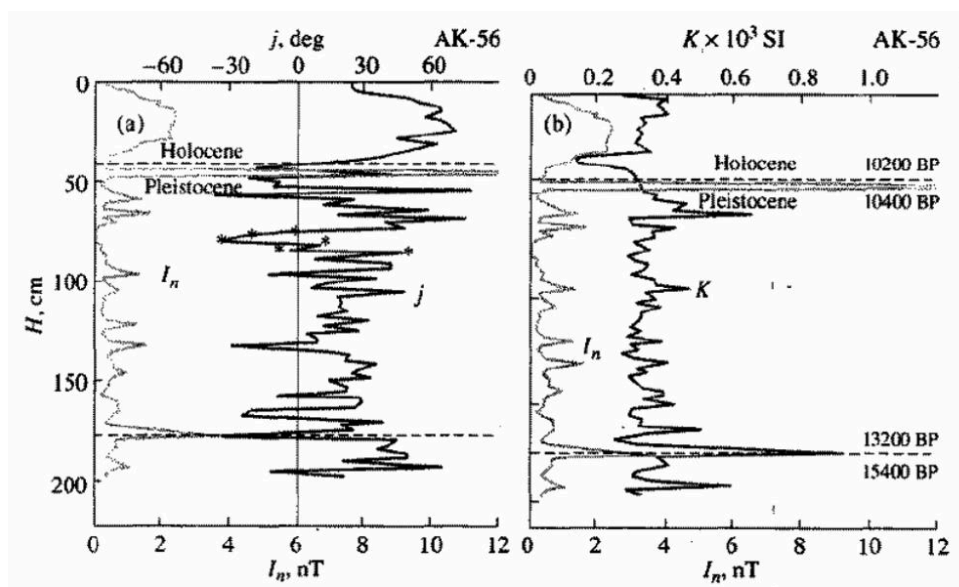 j, deg AK-56
−60 −30 0 30 60
(a)
Holocene
Pleistocene
I_n
j
H, cm
0
50
100
150
200
0 2 4 6 8 10 12
I_n, nT
K × 10³ SI AK-56
0 0.2 0.4 0.6 0.8 1.0
(b)
Holocene 10200 BP
Pleistocene 10400 BP
K
I_n
13200 BP
15400 BP
0 2 4 6 8 10 12
I_n, nT